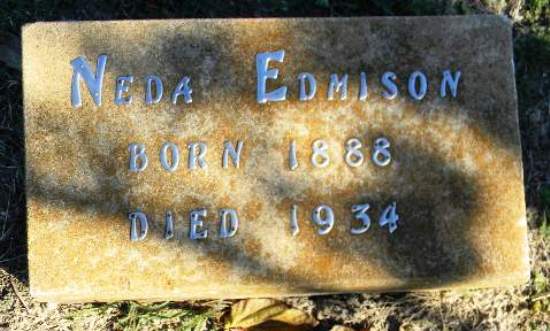 Neda Edmison
BORN 1888
DIED 1934